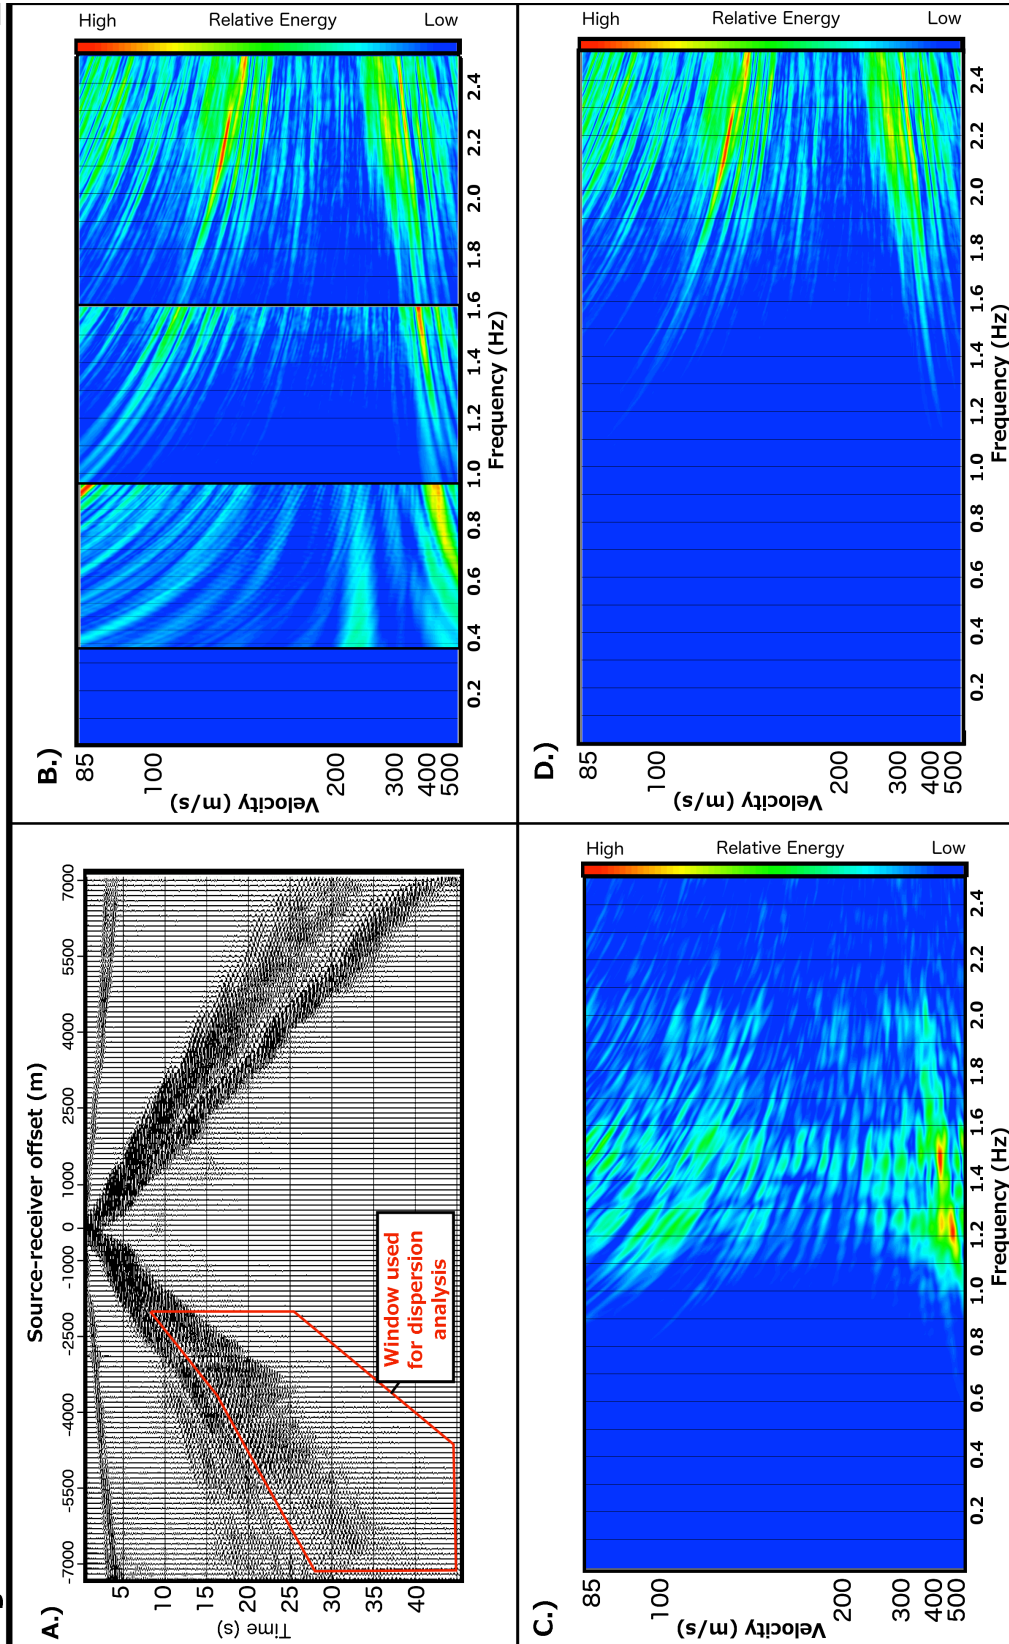 A.)
Source-receiver offset (m)
-7000 -5500 -4000 -2500 -1000 0 1000 2500 4000 5500 7000
Time (s)
5
10
15
20
25
30
35
40
Window used
for dispersion
analysis
B.)
High Relative Energy Low
Velocity (m/s)
85
100
200
300
400
500
0.2 0.4 0.6 0.8 1.0 1.2 1.4 1.6 1.8 2.0 2.2 2.4
Frequency (Hz)
C.)
High Relative Energy Low
Velocity (m/s)
85
100
200
300
400
500
0.2 0.4 0.6 0.8 1.0 1.2 1.4 1.6 1.8 2.0 2.2 2.4
Frequency (Hz)
D.)
High Relative Energy Low
Velocity (m/s)
85
100
200
300
400
500
0.2 0.4 0.6 0.8 1.0 1.2 1.4 1.6 1.8 2.0 2.2 2.4
Frequency (Hz)